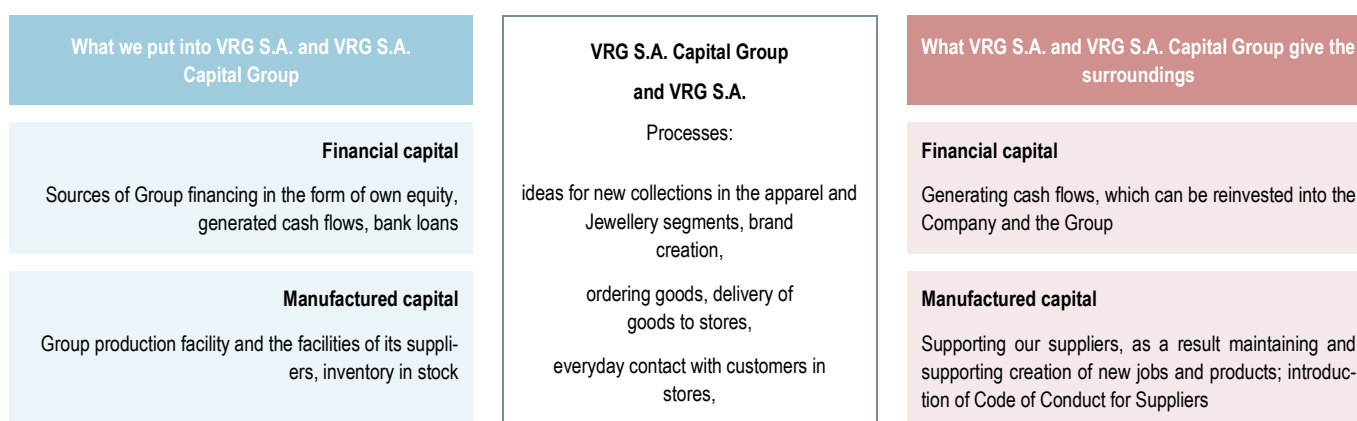 What we put into VRG S.A. and VRG S.A.
Capital Group
Financial capital
Sources of Group financing in the form of own equity,
generated cash flows, bank loans
Manufactured capital
Group production facility and the facilities of its suppli-
ers, inventory in stock
VRG S.A. Capital Group
and VRG S.A.
Processes:
ideas for new collections in the apparel and
Jewellery segments, brand
creation,
ordering goods, delivery of
goods to stores,
everyday contact with customers in
stores,
What VRG S.A. and VRG S.A. Capital Group give the
surroundings
Financial capital
Generating cash flows, which can be reinvested into the
Company and the Group
Manufactured capital
Supporting our suppliers, as a result maintaining and
supporting creation of new jobs and products; introduc-
tion of Code of Conduct for Suppliers